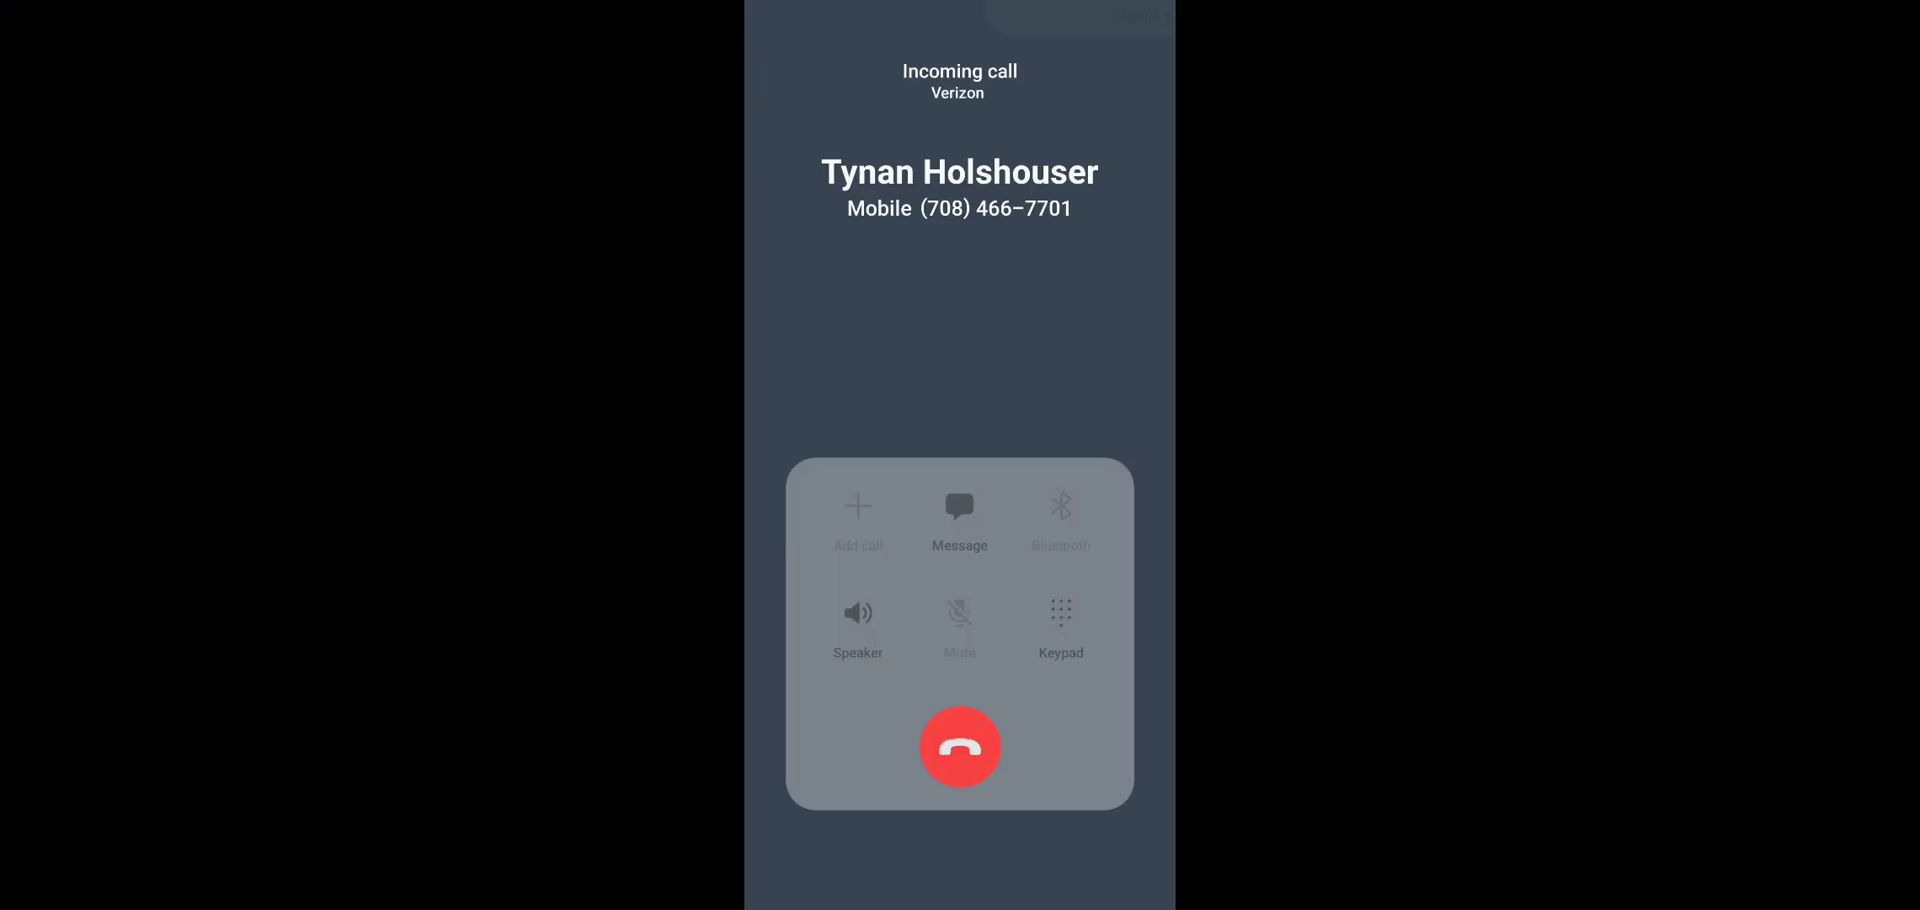 Incoming call
Verizon
Tynan Holshouser
Mobile (708) 466–7701
Add call
Message
Bluetooth
Speaker
Mute
Keypad